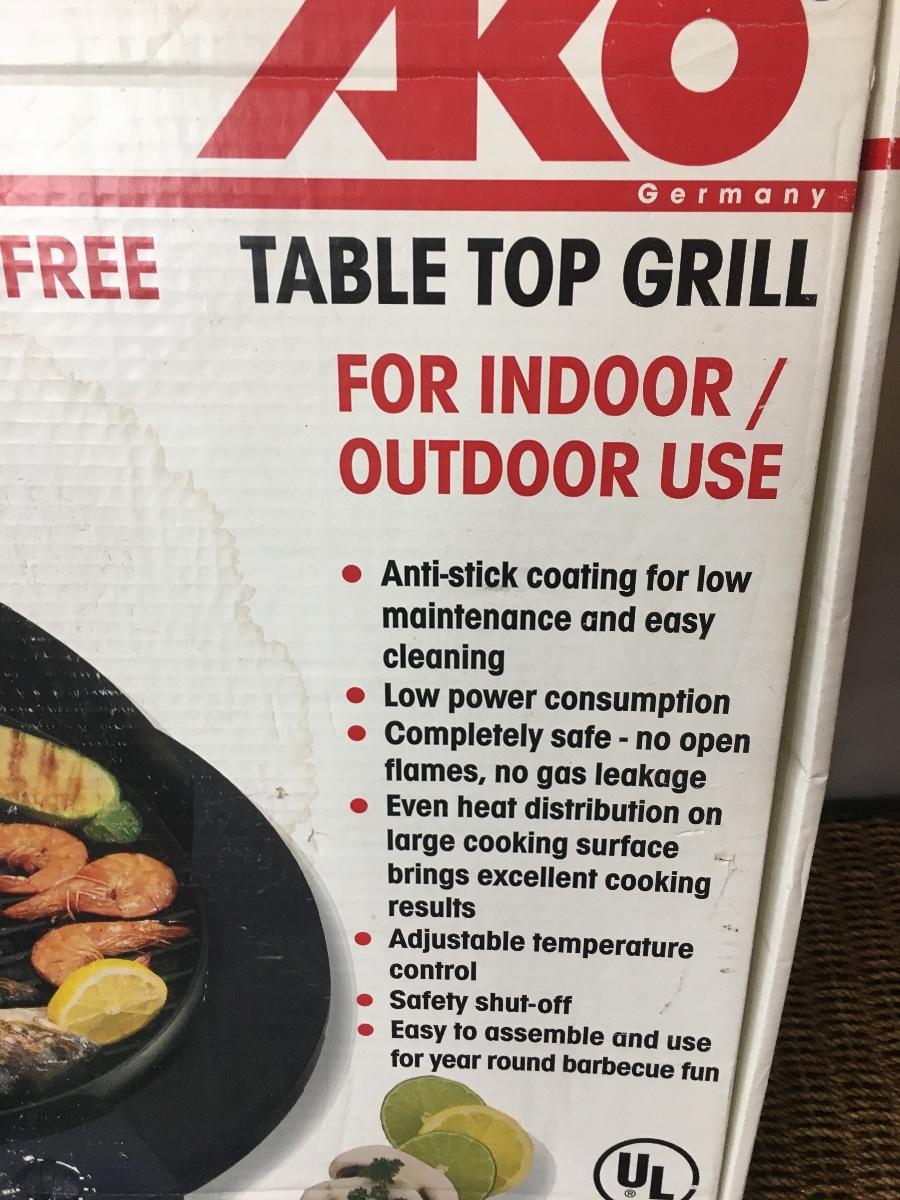 AKO
Germany
FREE TABLE TOP GRILL
FOR INDOOR /
OUTDOOR USE
• Anti-stick coating for low
maintenance and easy
cleaning
• Low power consumption
• Completely safe - no open
flames, no gas leakage
• Even heat distribution on
large cooking surface
brings excellent cooking
results
• Adjustable temperature
control
• Safety shut-off
• Easy to assemble and use
for year round barbecue fun
UL
®